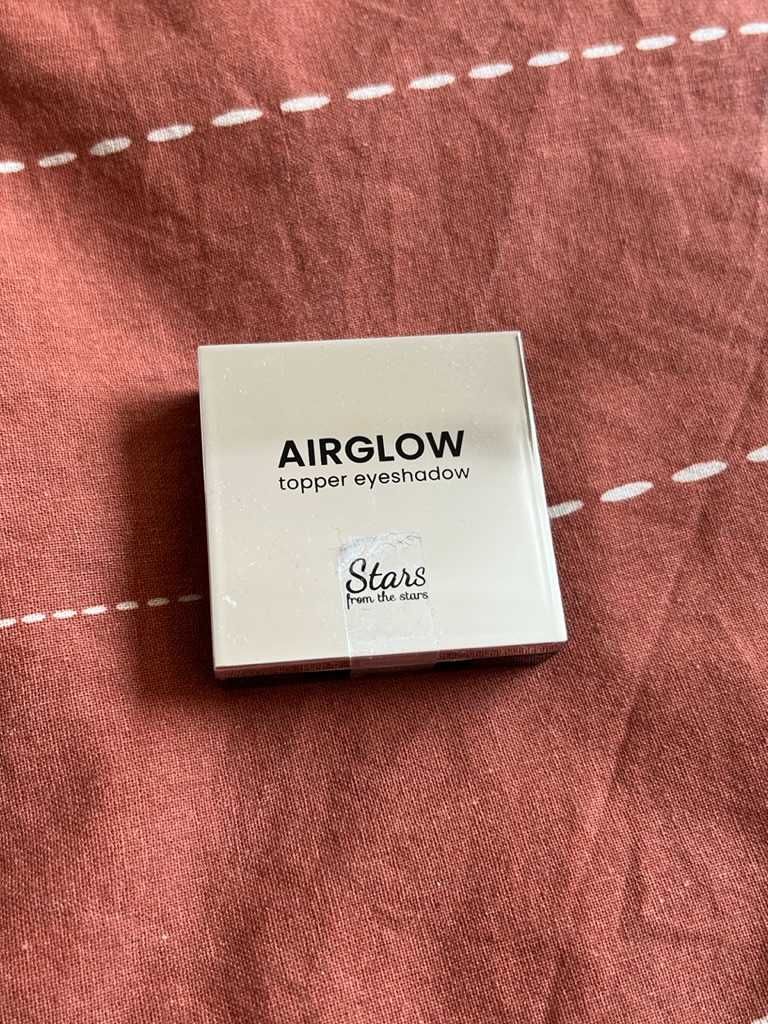 AIRGLOW
topper eyeshadow
Stars
from the stars